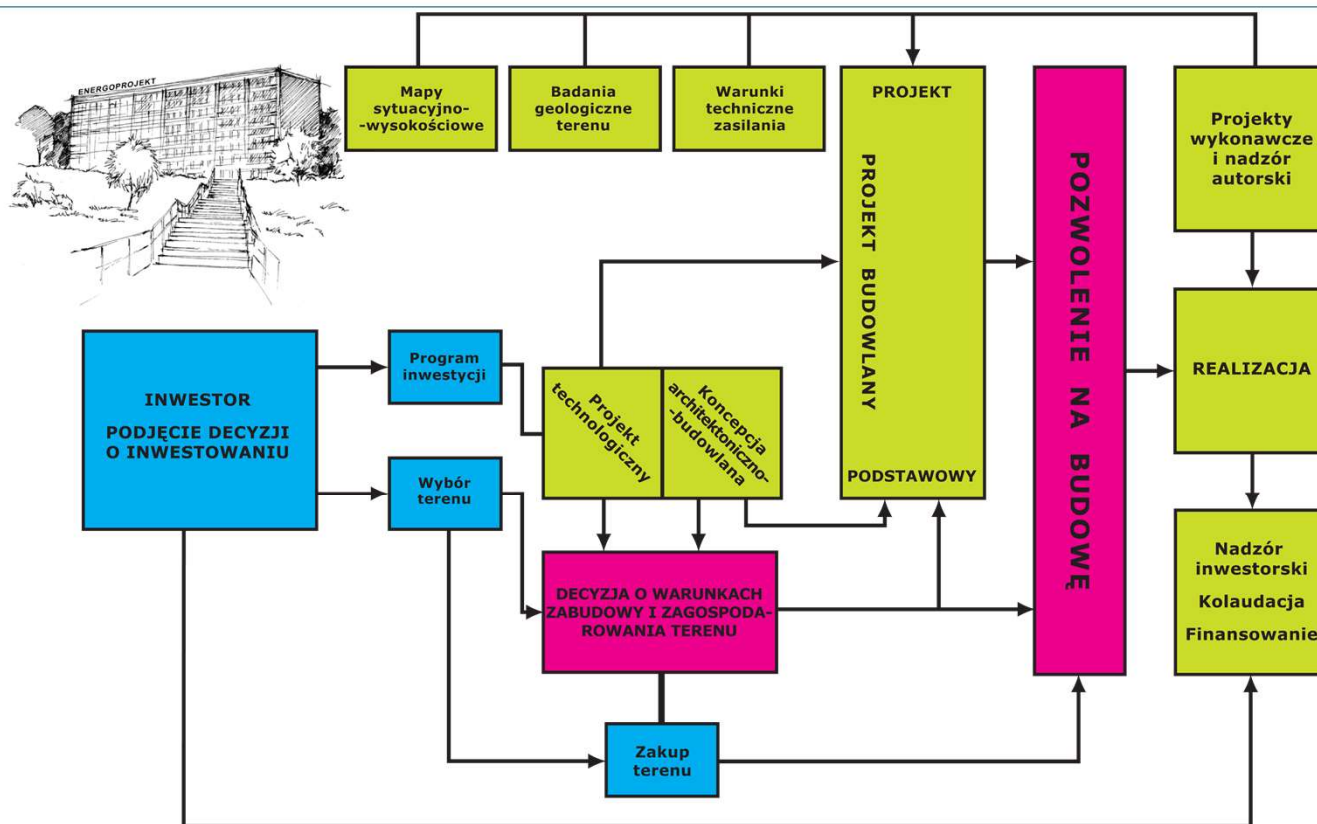 ENERGOPROJEKT
Mapy
sytuacyjno-
-wysokościowe
Badania
geologiczne
terenu
Warunki
techniczne
zasilania
PROJEKT
PROJEKT BUDOWLANY
PODSTAWOWY
POZWOLENIE NA BUDOWĘ
Projekty
wykonawcze
i nadzór
autorski
INWESTOR
PODJĘCIE DECYZJI
O INWESTOWANIU
Program
inwestycji
Wybór
terenu
Projekt
technologiczny
Koncepcja
architektoniczno-
-budowlana
REALIZACJA
DECYZJA O WARUNKACH
ZABUDOWY I ZAGOSPODA-
ROWANIA TERENU
Nadzór
inwestorski
Kolaudacja
Finansowanie
Zakup
terenu